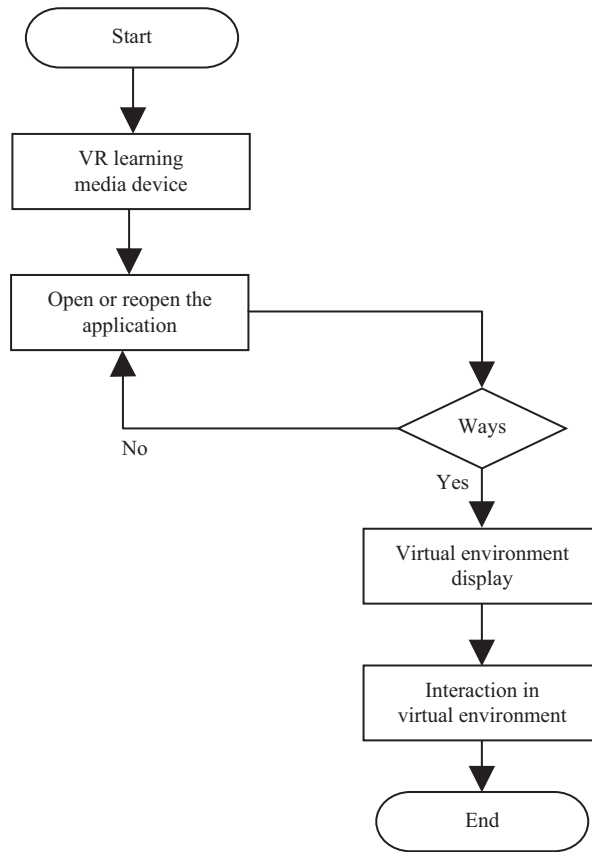 Start
VR learning
media device
Open or reopen the
application
Ways
No
Yes
Virtual environment
display
Interaction in
virtual environment
End